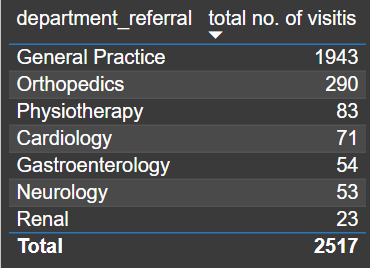 department_referral total no. of visitis
General Practice 1943
Orthopedics 290
Physiotherapy 83
Cardiology 71
Gastroenterology 54
Neurology 53
Renal 23
Total 2517